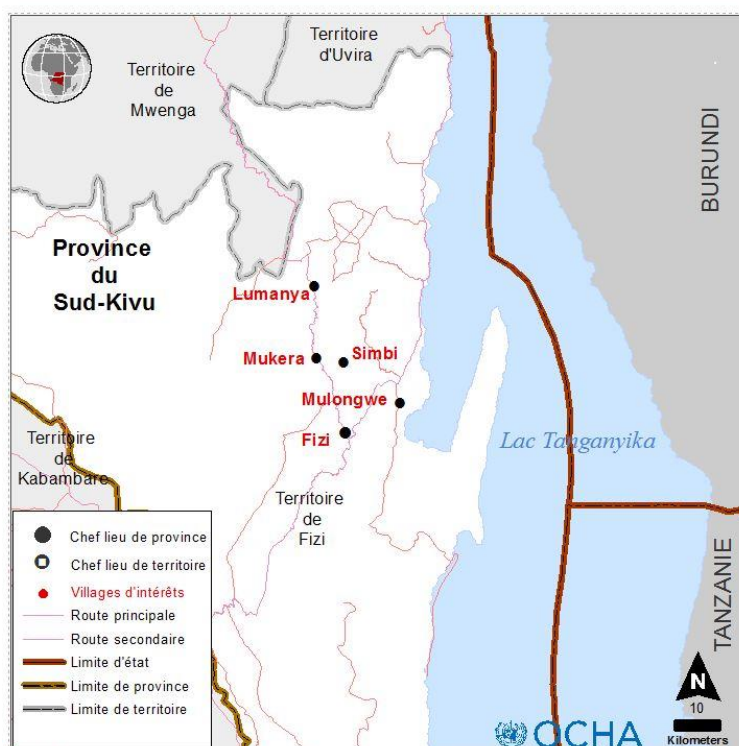 Territoire
d'Uvira
Territoire
de
Mwenga
BURUNDI
Province
du
Sud-Kivu
Lumanya
Mukera
Simbi
Mulongwe
Fizi
Lac Tanganyika
Territoire
de
Kabambare
Territoire
de
Fizi
TANZANIE
Chef lieu de province
Chef lieu de territoire
Villages d'intérêts
Route principale
Route secondaire
Limite d'état
Limite de province
Limite de territoire
N
10
Kilometers
OCHA